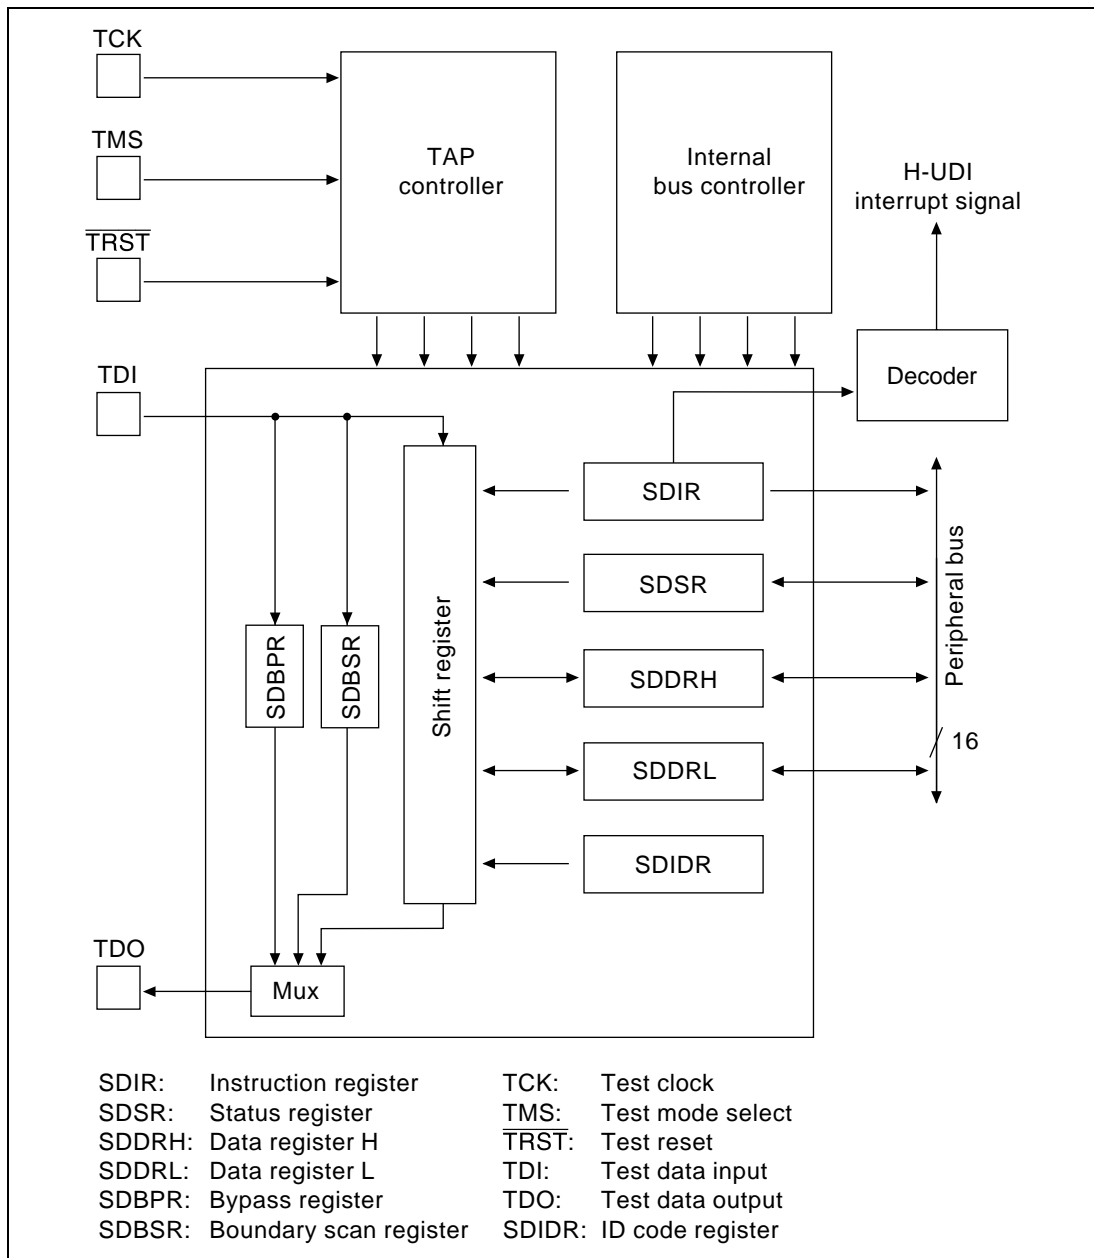 TCK
TMS
TRST
TDI
TDO
TAP
controller
Internal
bus controller
H-UDI
interrupt signal
Decoder
SDIR
SDSR
SDDRH
SDDRL
SDIDR
Shift register
SDBPR
SDBSR
Peripheral bus
16
Mux
SDIR: Instruction register
SDSR: Status register
SDDRH: Data register H
SDDRL: Data register L
SDBPR: Bypass register
SDBSR: Boundary scan register
TCK: Test clock
TMS: Test mode select
TRST: Test reset
TDI: Test data input
TDO: Test data output
SDIDR: ID code register